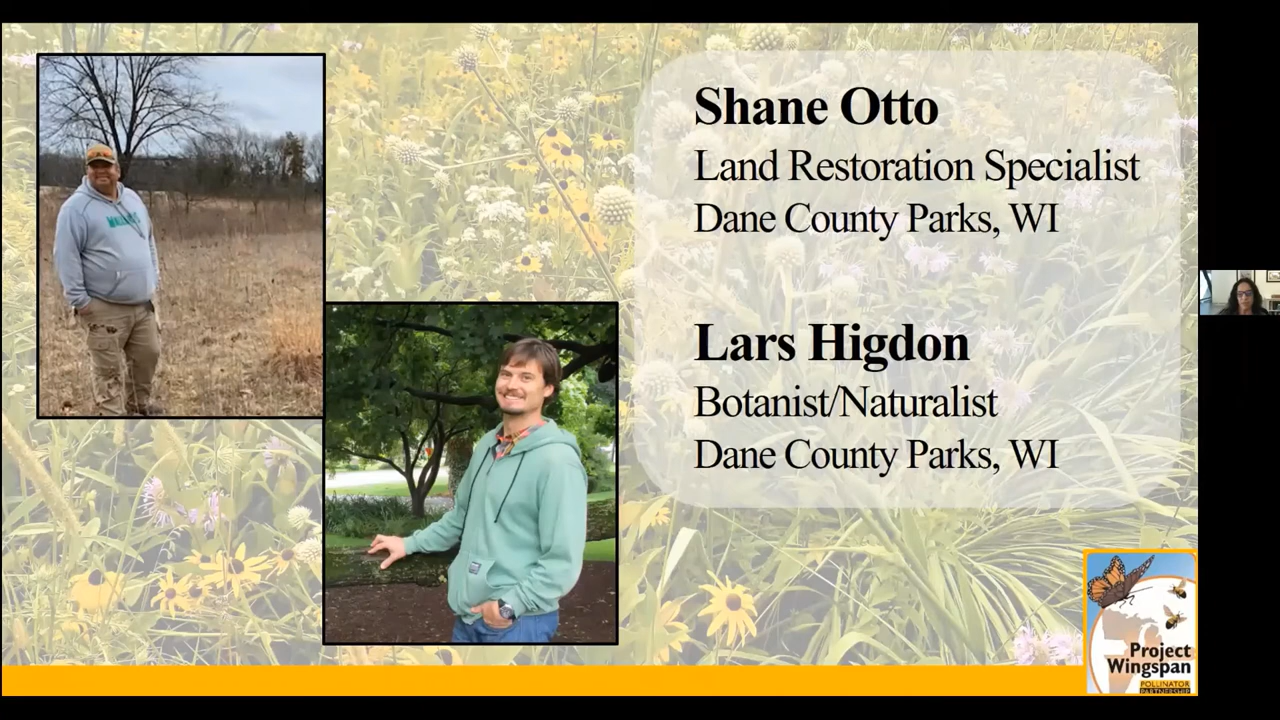 Shane Otto
Land Restoration Specialist
Dane County Parks, WI
Lars Higdon
Botanist/Naturalist
Dane County Parks, WI
Project
Wingspan
POLLINATOR
PARTNERSHIP